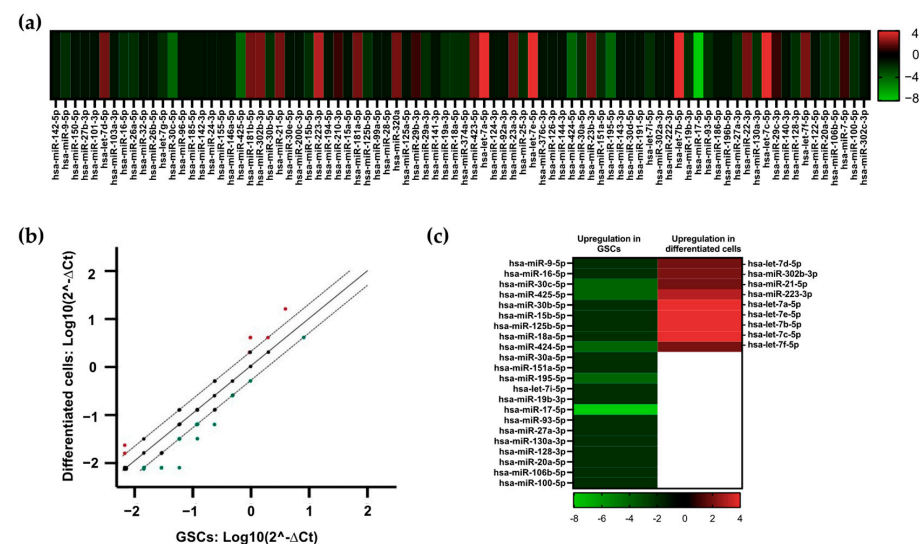 (a)
4
0
-4
-8
hsa-miR-142-5p
hsa-miR-9-5p
hsa-miR-150-5p
hsa-miR-27b-3p
hsa-miR-101-3p
hsa-let-7d-5p
hsa-miR-103a-3p
hsa-miR-16-5p
hsa-miR-26a-5p
hsa-miR-32-5p
hsa-miR-26b-5p
hsa-let-7g-5p
hsa-miR-30c-5p
hsa-miR-96-5p
hsa-miR-185-5p
hsa-miR-142-3p
hsa-miR-24-3p
hsa-miR-155-5p
hsa-miR-146a-5p
hsa-miR-425-5p
hsa-miR-181b-5p
hsa-miR-302b-3p
hsa-miR-30b-5p
hsa-miR-21-5p
hsa-miR-30e-5p
hsa-miR-200c-3p
hsa-miR-15b-5p
hsa-miR-223-3p
hsa-miR-194-5p
hsa-miR-210-3p
hsa-miR-15a-5p
hsa-miR-181a-5p
hsa-miR-125b-5p
hsa-miR-99a-5p
hsa-miR-28-5p
hsa-miR-320a
hsa-miR-125a-5p
hsa-miR-29b-3p
hsa-miR-29a-3p
hsa-miR-141-3p
hsa-miR-19a-3p
hsa-miR-18a-5p
hsa-miR-374a-5p
hsa-miR-423-5p
hsa-let-7a-5p
hsa-miR-124-3p
hsa-miR-92a-3p
hsa-miR-23a-3p
hsa-miR-25-3p
hsa-let-7e-5p
hsa-miR-376c-3p
hsa-miR-126-3p
hsa-miR-144-3p
hsa-miR-424-5p
hsa-miR-30a-5p
hsa-miR-23b-3p
hsa-miR-151a-5p
hsa-miR-195-5p
hsa-miR-143-3p
hsa-miR-30d-5p
hsa-miR-191-5p
hsa-let-7i-5p
hsa-miR-302a-3p
hsa-miR-222-3p
hsa-let-7b-5p
hsa-miR-19b-3p
hsa-miR-17-5p
hsa-miR-93-5p
hsa-miR-186-5p
hsa-miR-196b-5p
hsa-miR-27a-3p
hsa-miR-22-3p
hsa-miR-130a-3p
hsa-let-7c-5p
hsa-miR-29c-3p
hsa-miR-140-3p
hsa-miR-128-3p
hsa-let-7f-5p
hsa-miR-122-5p
hsa-miR-20a-5p
hsa-miR-106b-5p
hsa-miR-7-5p
hsa-miR-100-5p
hsa-miR-302c-3p
(b)
Differentiated cells: Log10(2^-ΔCt)
2
1
0
−1
−2
−2
−1
0
1
2
GSCs: Log10(2^-ΔCt)
(c)
Upregulation in
GSCs
Upregulation in
differentiated cells
hsa-miR-9-5p
hsa-miR-16-5p
hsa-miR-30c-5p
hsa-miR-425-5p
hsa-miR-30b-5p
hsa-miR-15b-5p
hsa-miR-125b-5p
hsa-miR-18a-5p
hsa-miR-424-5p
hsa-miR-30a-5p
hsa-miR-151a-5p
hsa-miR-195-5p
hsa-let-7i-5p
hsa-miR-19b-3p
hsa-miR-17-5p
hsa-miR-93-5p
hsa-miR-27a-3p
hsa-miR-130a-3p
hsa-miR-128-3p
hsa-miR-20a-5p
hsa-miR-106b-5p
hsa-miR-100-5p
hsa-let-7d-5p
hsa-miR-302b-3p
hsa-miR-21-5p
hsa-miR-223-3p
hsa-let-7a-5p
hsa-let-7e-5p
hsa-let-7b-5p
hsa-let-7c-5p
hsa-let-7f-5p
-8
-6
-4
-2
0
2
4